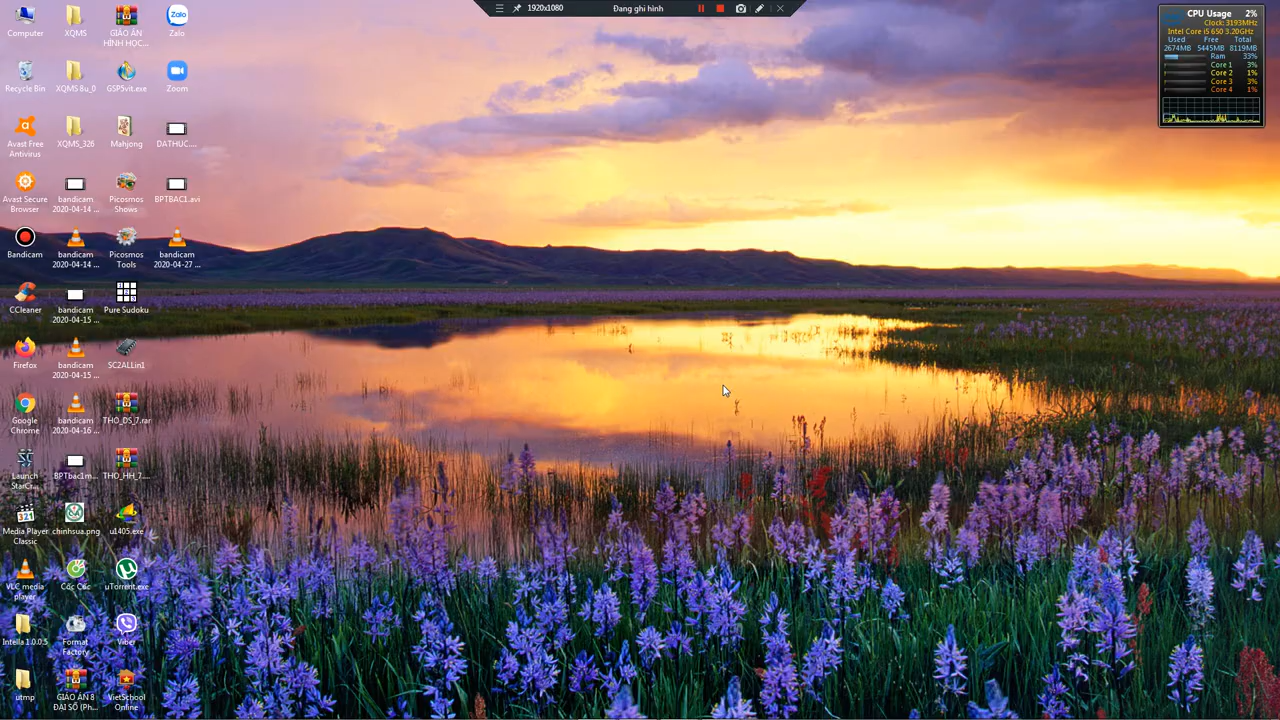 1920x1080
Đang ghi hình
CPU Usage 2%
Clock: 3193MHz
Intel Core i5 650 3.20GHz
Used Free Total
2674MB 5445MB 8119MB
Ram 33%
Core 1 3%
Core 2 1%
Core 3 3%
Core 4 1%
Computer
XQMS
GIÁO ÁN
HÌNH HỌC...
Zalo
Recycle Bin
XQMS 8u_0
GSP5vit.exe
Zoom
Avast Free
Antivirus
XQMS_326
Mahjong
DATHUC....
Avast Secure
Browser
bandicam
2020-04-14 ...
Picosmos
Shows
BPTBAC1.avi
Bandicam
bandicam
2020-04-14 ...
Picosmos
Tools
bandicam
2020-04-27 ...
CCleaner
bandicam
2020-04-15 ...
Pure Sudoku
Firefox
bandicam
2020-04-15 ...
SC2ALLin1
Google
Chrome
bandicam
2020-04-16 ...
THO_DS_7.rar
Launch
StarCr...
BPTbac1m...
THO_HH_7....
Media Player
Classic
chinhsua.png
u1405.exe
VLC media
player
Cốc Cốc
uTorrent.exe
Intella 1.0.0.5
Format
Factory
Viber
utmp
GIÁO ÁN 8
ĐẠI SỐ (Ph...
VietSchool
Online